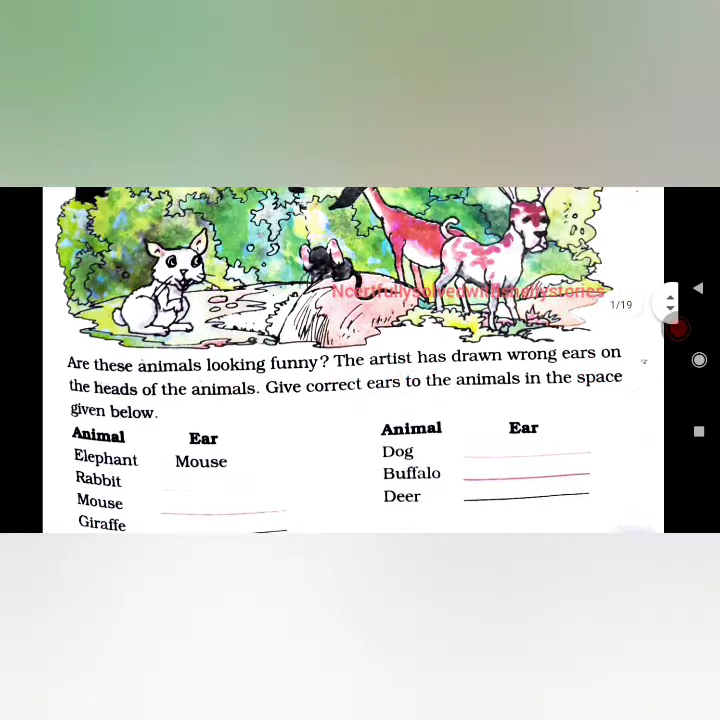 Ncertfullysolvedwithshellystories
1/19
Are these animals looking funny? The artist has drawn wrong ears on
the heads of the animals. Give correct ears to the animals in the space
given below.
Animal Ear
Elephant Mouse
Rabbit
Mouse
Giraffe
Animal Ear
Dog
Buffalo
Deer